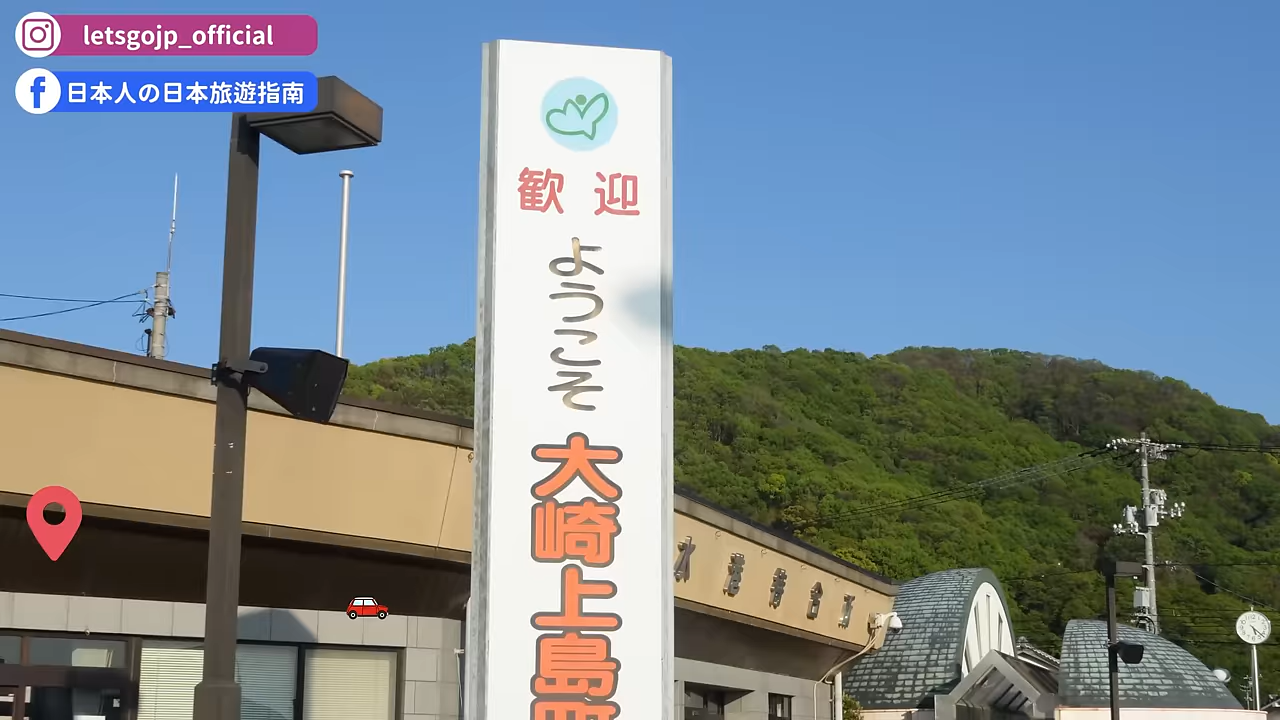 letsgojp_official
日本人の日本旅遊指南
歓迎
ようこそ
大崎上島